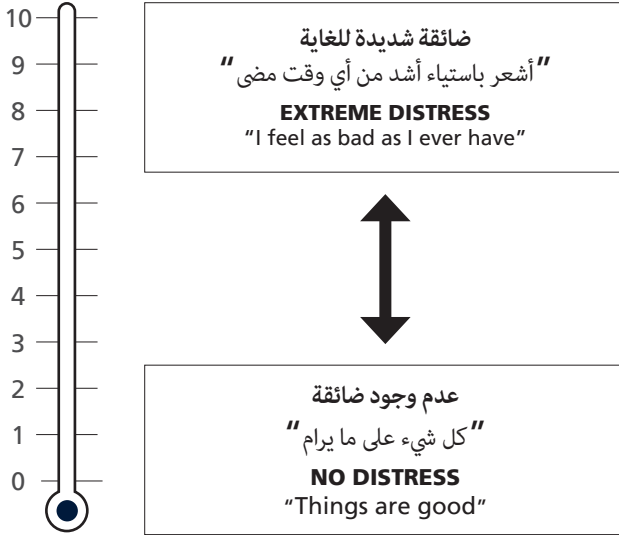 10
9
8
7
6
5
4
3
2
1
0
ضائقة شديدة للغاية
"أشعر باستياء أشد من أي وقت مضى"
EXTREME DISTRESS
"I feel as bad as I ever have"
عدم وجود ضائقة
"كل شيء على ما يرام"
NO DISTRESS
"Things are good"